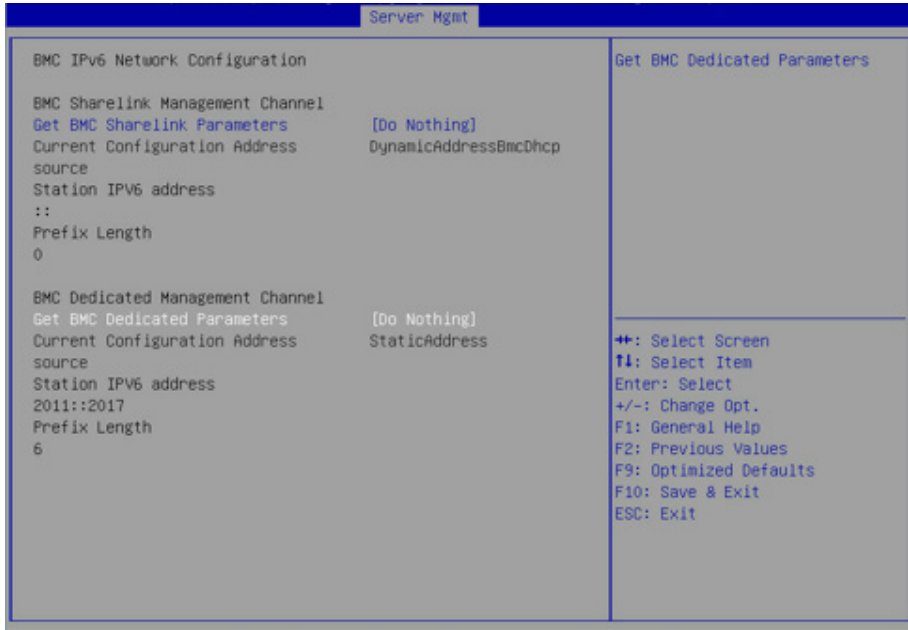 Server Mgmt
BMC IPv6 Network Configuration
BMC Sharelink Management Channel
Get BMC Sharelink Parameters [Do Nothing]
Current Configuration Address DynamicAddressBmcDhcp
source
Station IPV6 address
::
Prefix Length
0
BMC Dedicated Management Channel
Get BMC Dedicated Parameters [Do Nothing]
Current Configuration Address StaticAddress
source
Station IPV6 address
2011::2017
Prefix Length
6
Get BMC Dedicated Parameters
→←: Select Screen
↑↓: Select Item
Enter: Select
+/-: Change Opt.
F1: General Help
F2: Previous Values
F9: Optimized Defaults
F10: Save & Exit
ESC: Exit